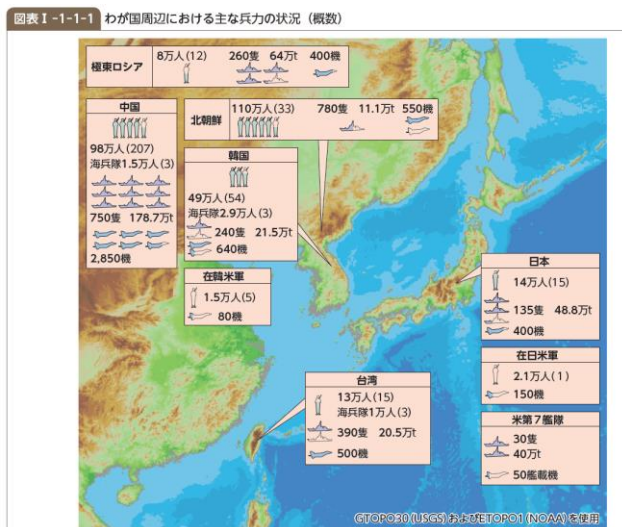 図表Ⅰ-1-1-1 わが国周辺における主な兵力の状況（概数）
極東ロシア 8万人(12) 260隻 64万t 400機
中国
98万人(207)
海兵隊1.5万人(3)
750隻 178.7万t
2,850機
北朝鮮 110万人(33) 780隻 11.1万t 550機
韓国
49万人(54)
海兵隊2.9万人(3)
240隻 21.5万t
640機
在韓米軍
1.5万人(5)
80機
日本
14万人(15)
135隻 48.8万t
400機
在日米軍
2.1万人(1)
150機
台湾
13万人(15)
海兵隊1万人(3)
390隻 20.5万t
500機
米第7艦隊
30隻
40万t
50艦載機
GTOPO30 (USGS) およびETOPO1 (NOAA) を使用